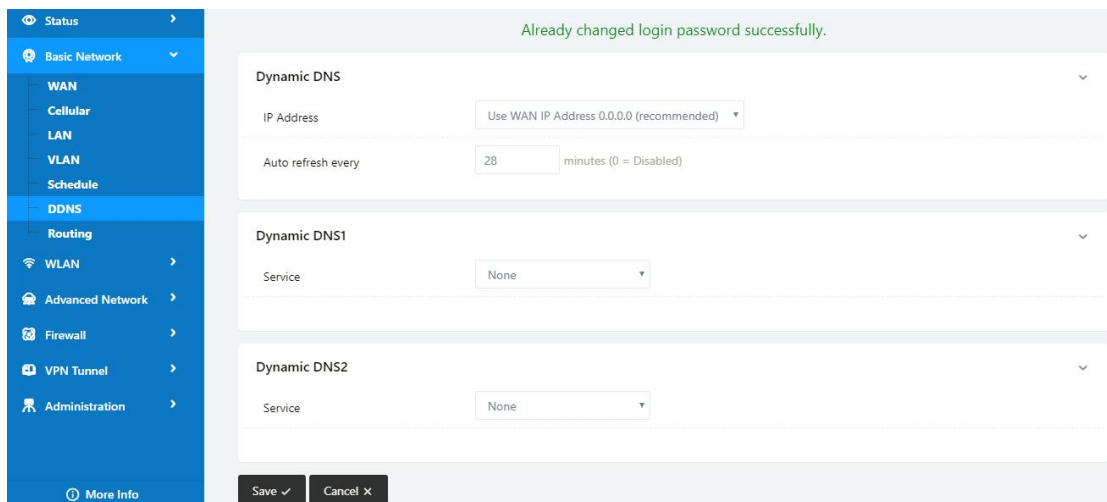 Status
Basic Network
WAN
Cellular
LAN
VLAN
Schedule
DDNS
Routing
WLAN
Advanced Network
Firewall
VPN Tunnel
Administration
More Info
Already changed login password successfully.
Dynamic DNS
IP Address Use WAN IP Address 0.0.0.0 (recommended)
Auto refresh every 28 minutes (0 = Disabled)
Dynamic DNS1
Service None
Dynamic DNS2
Service None
Save Cancel